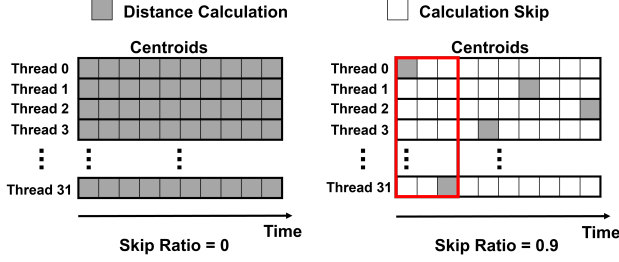 Distance Calculation
Calculation Skip
Centroids
Thread 0
Thread 1
Thread 2
Thread 3
Thread 31
Time
Skip Ratio = 0
Centroids
Thread 0
Thread 1
Thread 2
Thread 3
Thread 31
Time
Skip Ratio = 0.9